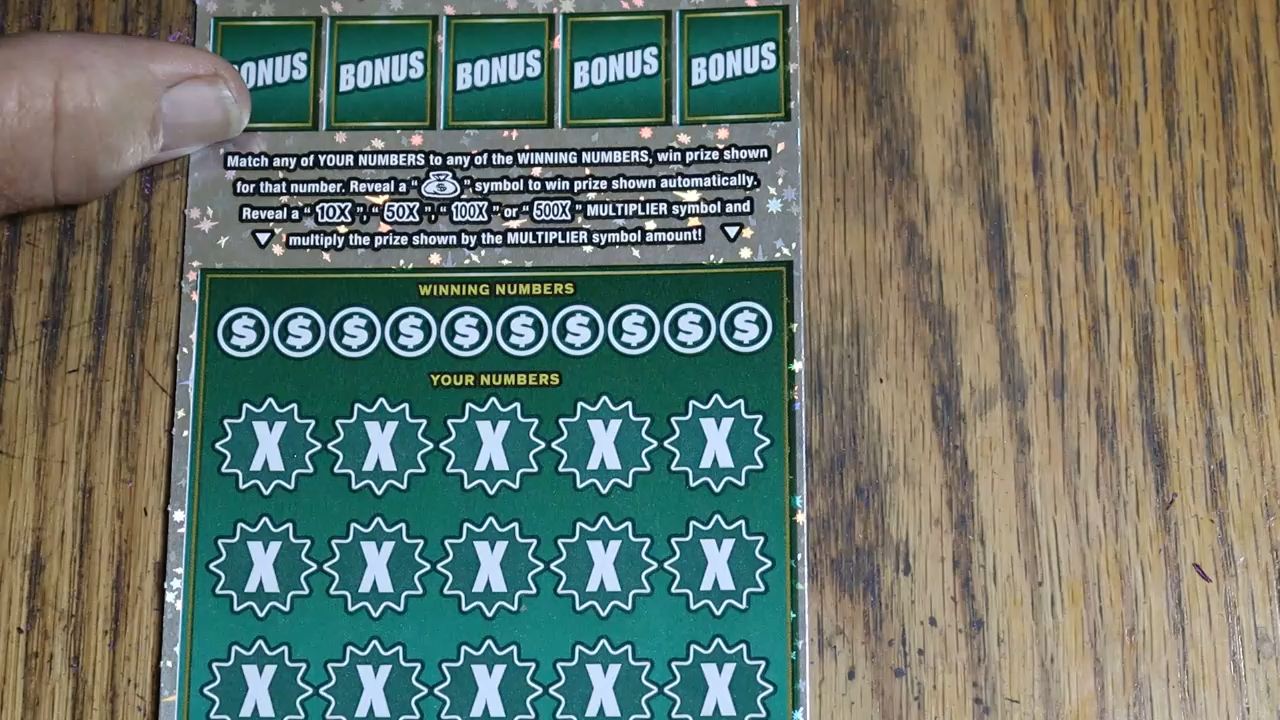 BONUS BONUS BONUS BONUS
Match any of YOUR NUMBERS to any of the WINNING NUMBERS, win prize shown
for that number. Reveal a " $ " symbol to win prize shown automatically.
Reveal a " 10X ", " 50X ", " 100X " or " 500X " MULTIPLIER symbol and
multiply the prize shown by the MULTIPLIER symbol amount!
WINNING NUMBERS
$ $ $ $ $ $ $ $ $ $
YOUR NUMBERS
X X X X X
X X X X X
X X X X X